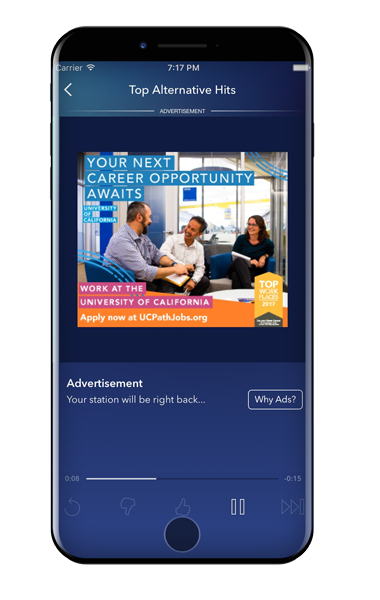 Carrier 7:17 PM
Top Alternative Hits
ADVERTISEMENT
YOUR NEXT
CAREER OPPORTUNITY
AWAITS
UNIVERSITY
OF
CALIFORNIA
WORK AT THE
UNIVERSITY OF CALIFORNIA
Apply now at UCPathJobs.org
TOP
WORK
PLACES
2017
Advertisement
Your station will be right back...
Why Ads?
0:08
-0:15